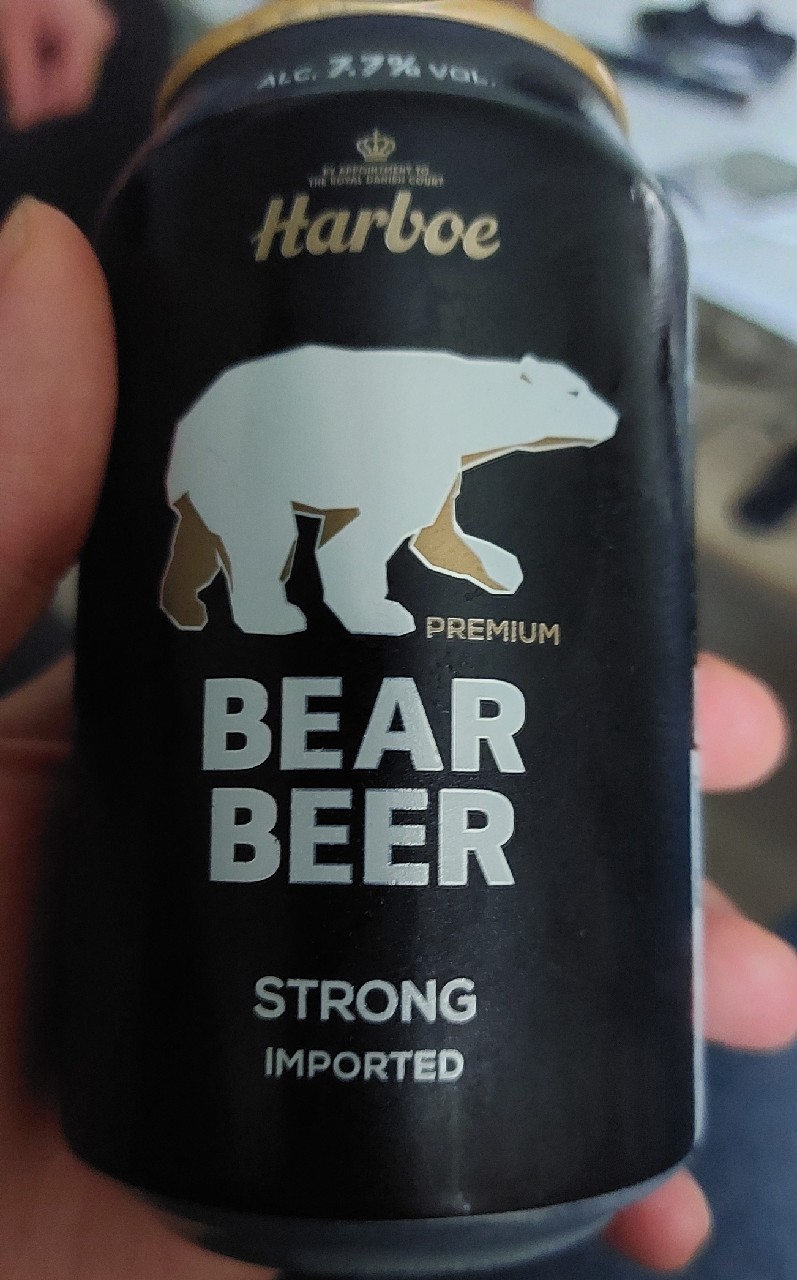 ALC. 7.7% VOL.
BY APPOINTMENT TO
THE ROYAL DANISH COURT
Harboe
PREMIUM
BEAR
BEER
STRONG
IMPORTED